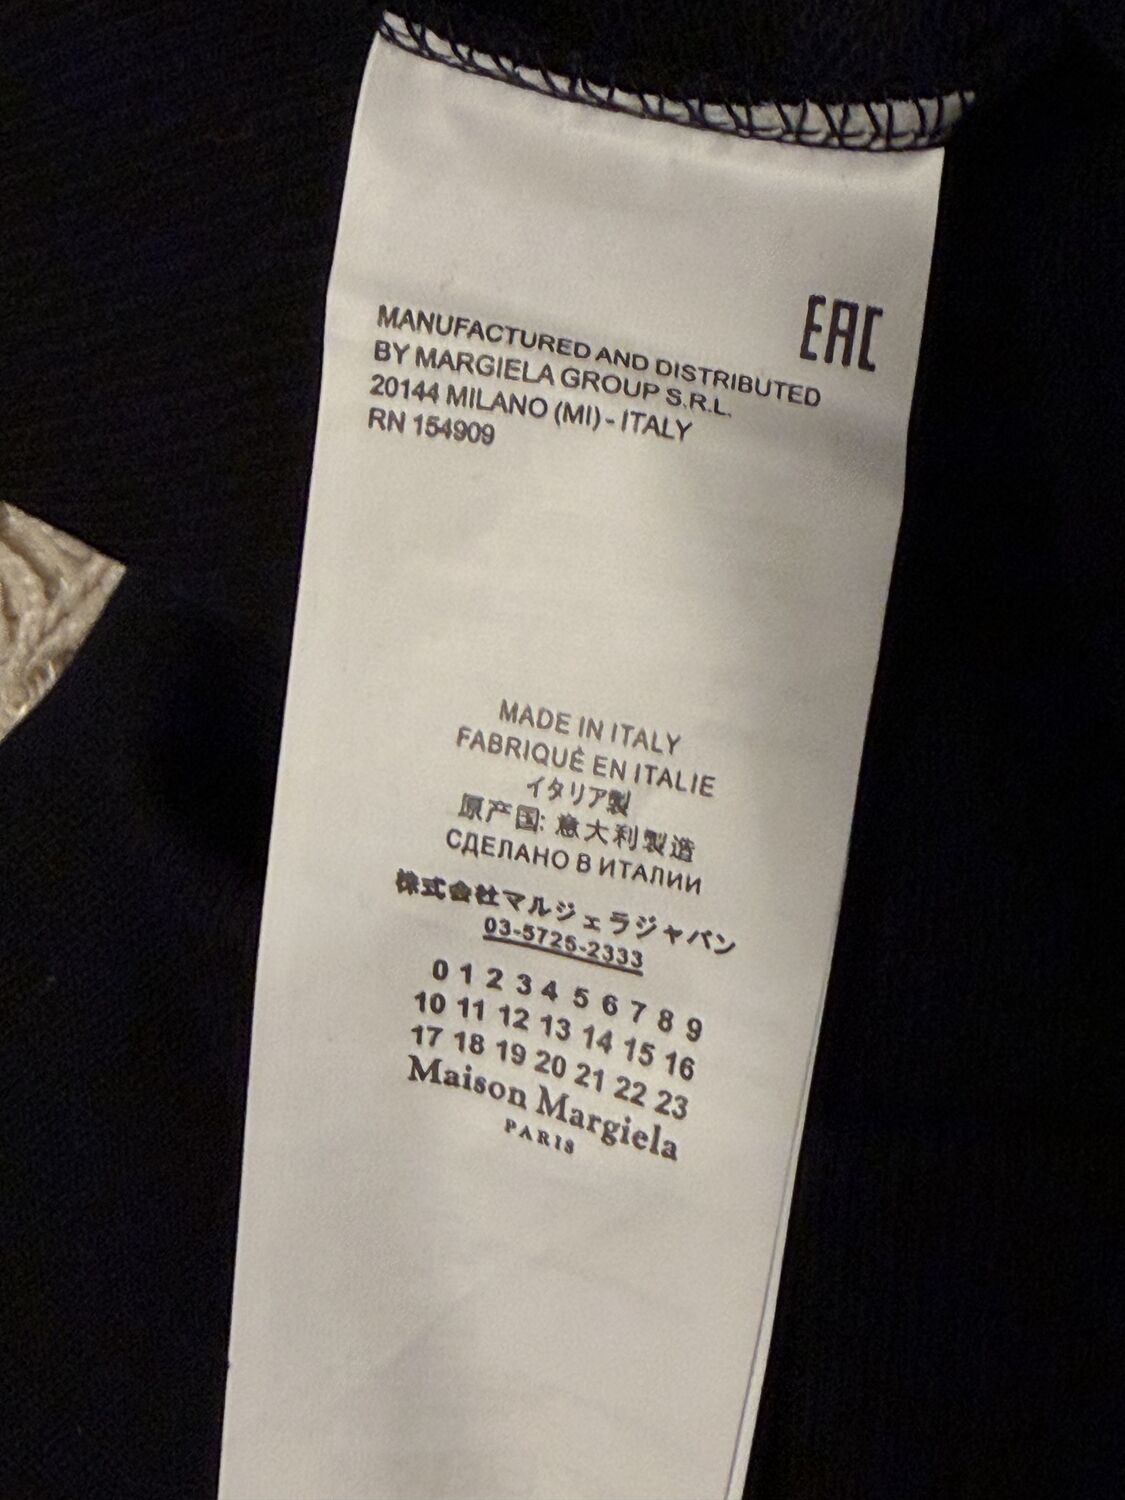 EAC
MANUFACTURED AND DISTRIBUTED
BY MARGIELA GROUP S.R.L.
20144 MILANO (MI) - ITALY
RN 154909
MADE IN ITALY
FABRIQUÉ EN ITALIE
イタリア製
原产国: 意大利製造
СДЕЛАНО В ИТАЛИИ
株式会社マルジェラジャパン
03-5725-2333
0 1 2 3 4 5 6 7 8 9
10 11 12 13 14 15 16
17 18 19 20 21 22 23
Maison Margiela
PARIS